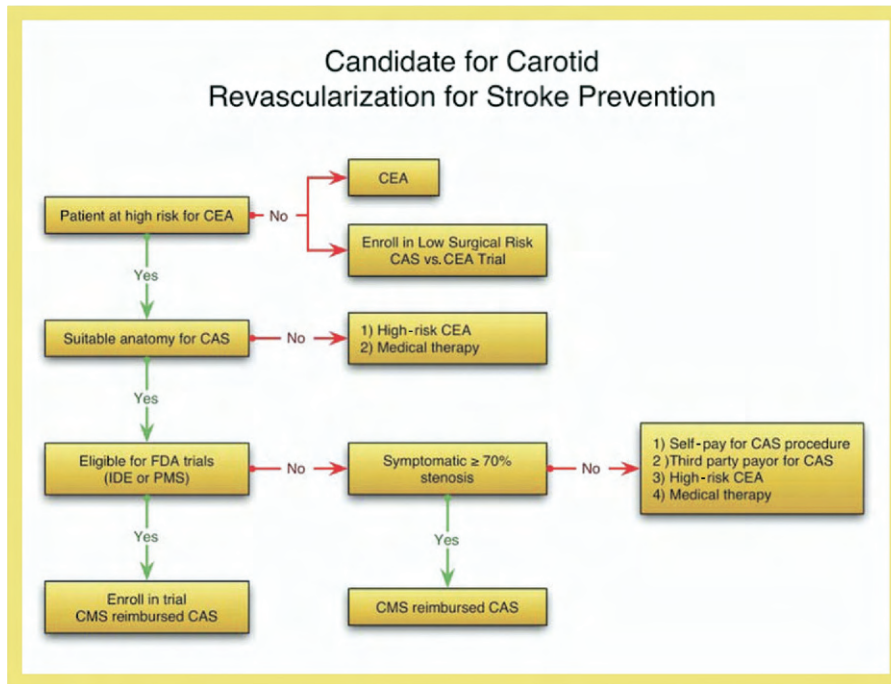 Candidate for Carotid
Revascularization for Stroke Prevention
CEA
Patient at high risk for CEA
No
Enroll in Low Surgical Risk
CAS vs. CEA Trial
Yes
Suitable anatomy for CAS
No
1) High-risk CEA
2) Medical therapy
Yes
Eligible for FDA trials
(IDE or PMS)
No
Symptomatic ≥ 70%
stenosis
No
1) Self-pay for CAS procedure
2 )Third party payor for CAS
3) High-risk CEA
4) Medical therapy
Yes
Yes
Enroll in trial
CMS reimbursed CAS
CMS reimbursed CAS